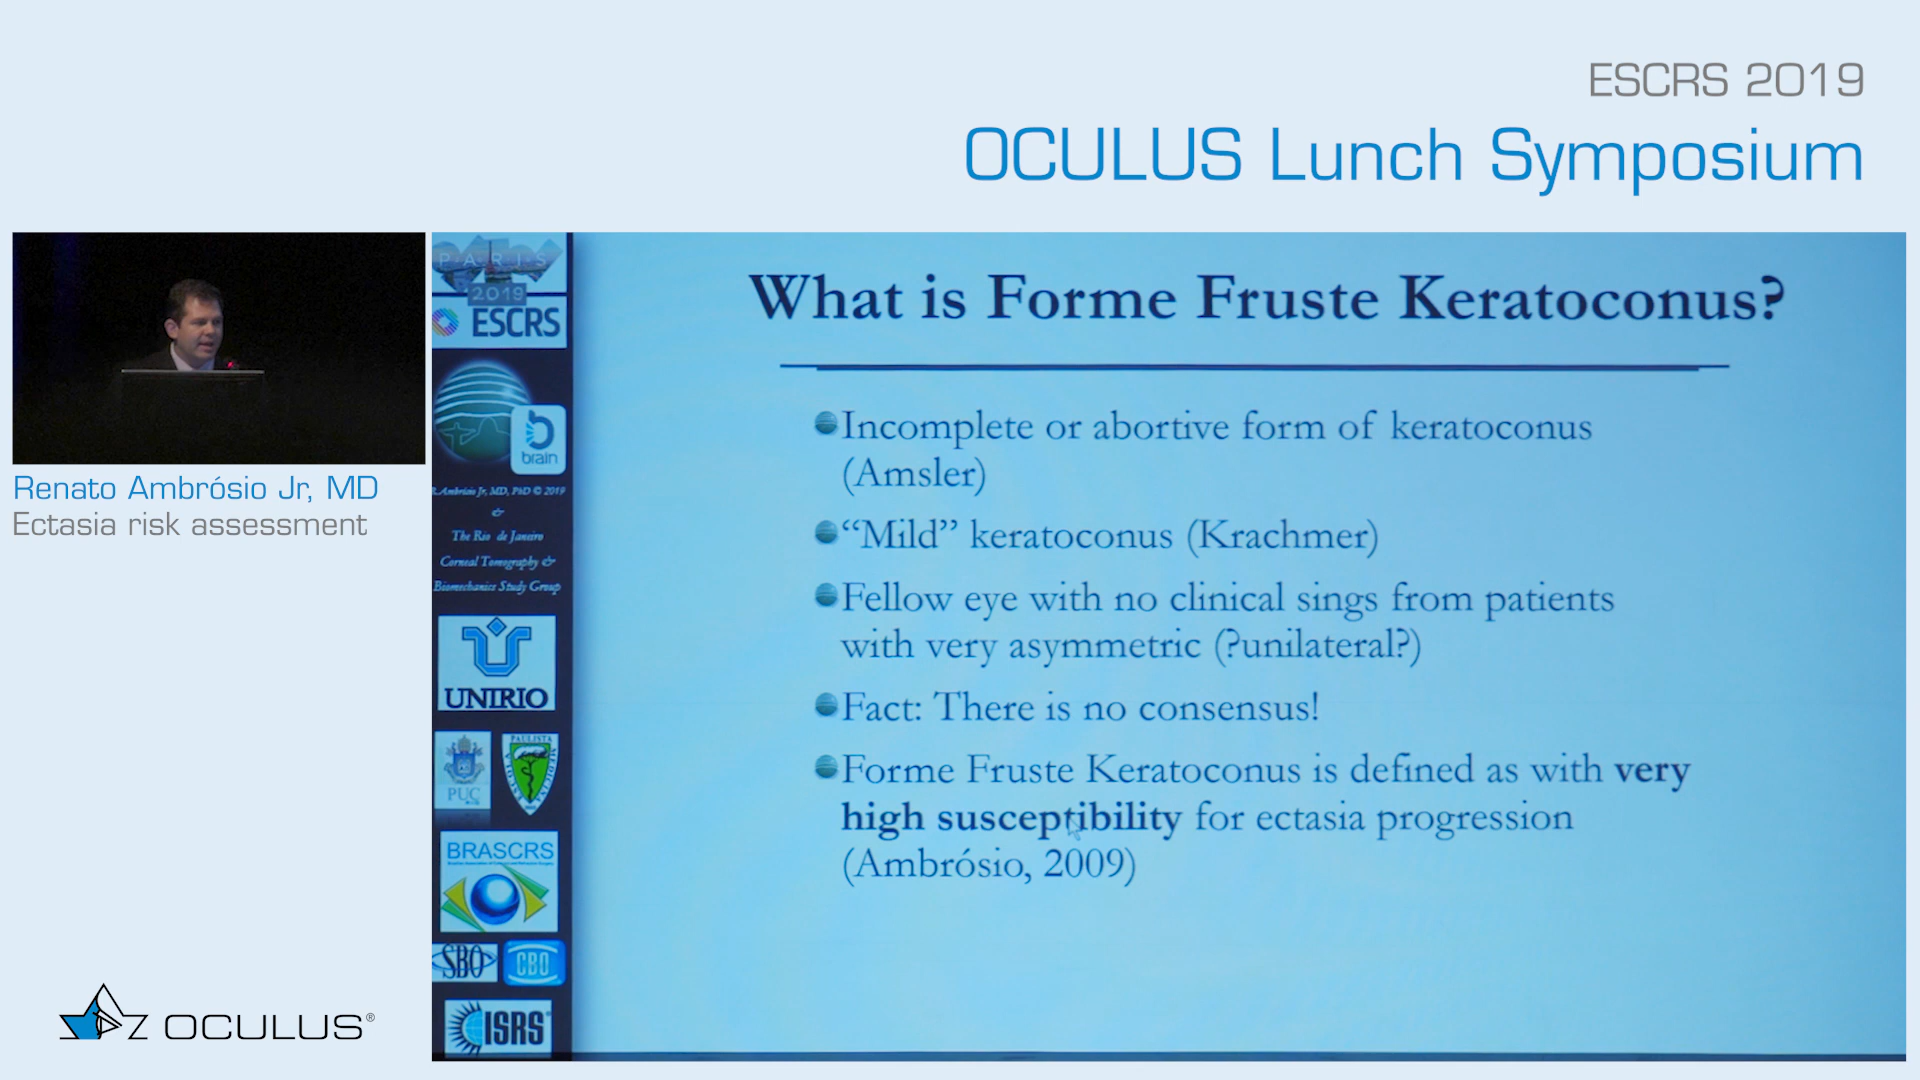 ESCRS 2019
OCULUS Lunch Symposium
Renato Ambrósio Jr, MD
Ectasia risk assessment
OCULUS®
PARIS
2019
ESCRS
brain
R.Ambrósio Jr, MD, PhD © 2019
&
The Rio de Janeiro
Corneal Tomography &
Biomechanics Study Group
UNIRIO
PUC
PAULISTA
BRASCRS
SBO
CBO
ISRS
What is Forme Fruste Keratoconus?
Incomplete or abortive form of keratoconus
(Amsler)
“Mild” keratoconus (Krachmer)
Fellow eye with no clinical sings from patients
with very asymmetric (?unilateral?)
Fact: There is no consensus!
Forme Fruste Keratoconus is defined as with very
high susceptibility for ectasia progression
(Ambrósio, 2009)